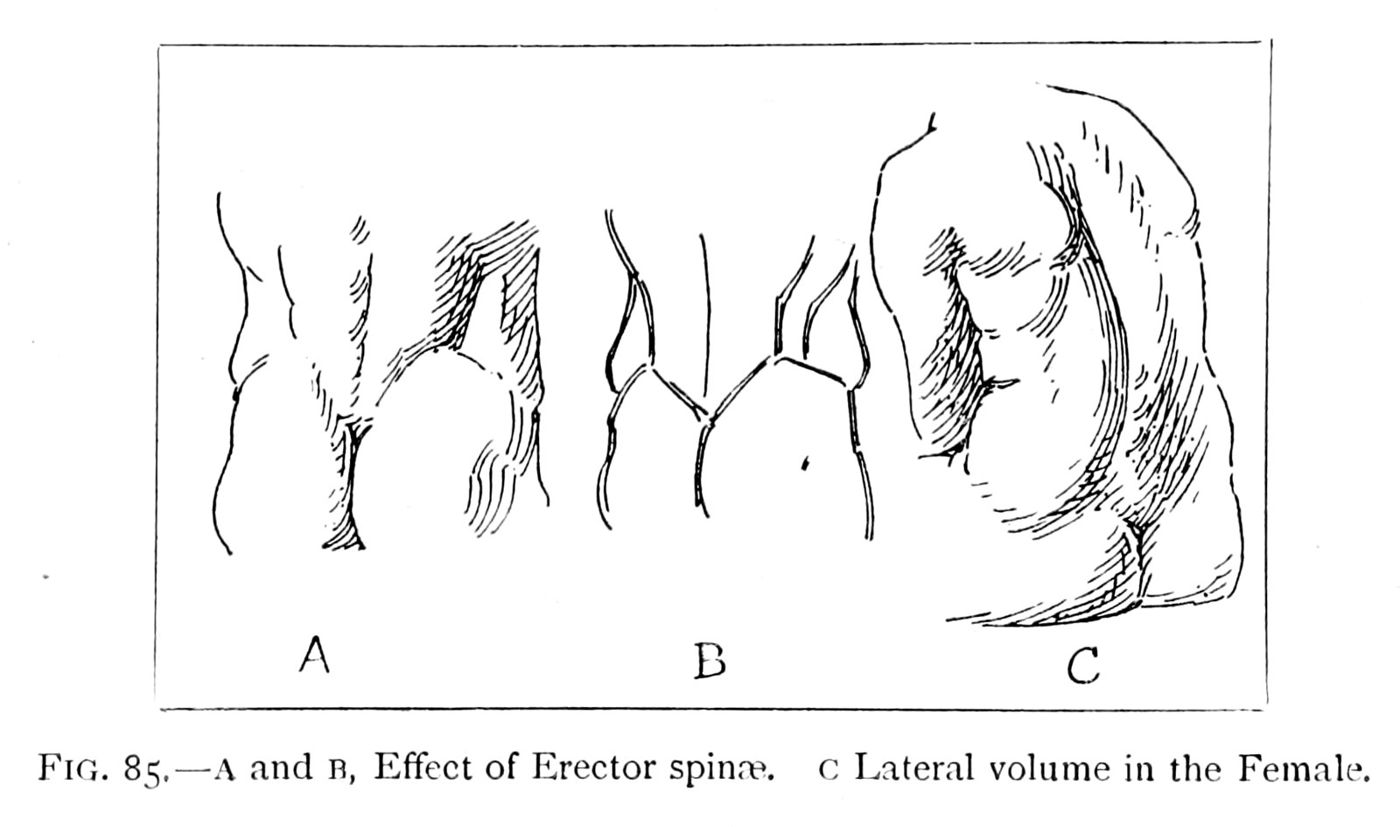 A B C
FIG. 85.—A and B, Effect of Erector spinæ. C Lateral volume in the Female.